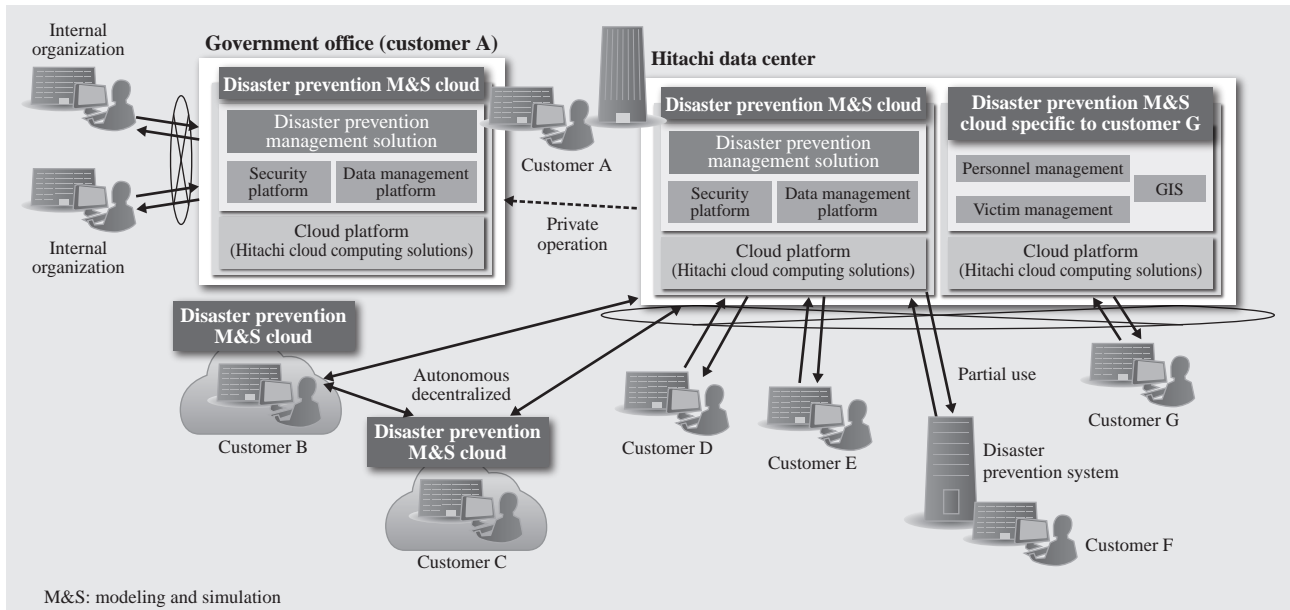 Internal
organization
Government office (customer A)
Disaster prevention M&S cloud
Disaster prevention
management solution
Security
platform
Data management
platform
Cloud platform
(Hitachi cloud computing solutions)
Internal
organization
Customer A
Private
operation
Hitachi data center
Disaster prevention M&S cloud
Disaster prevention
management solution
Security
platform
Data management
platform
Cloud platform
(Hitachi cloud computing solutions)
Disaster prevention M&S
cloud specific to customer G
Personnel management
GIS
Victim management
Cloud platform
(Hitachi cloud computing solutions)
Disaster prevention
M&S cloud
Customer B
Autonomous
decentralized
Disaster prevention
M&S cloud
Customer C
Customer D
Customer E
Partial use
Disaster
prevention system
Customer F
Customer G
M&S: modeling and simulation